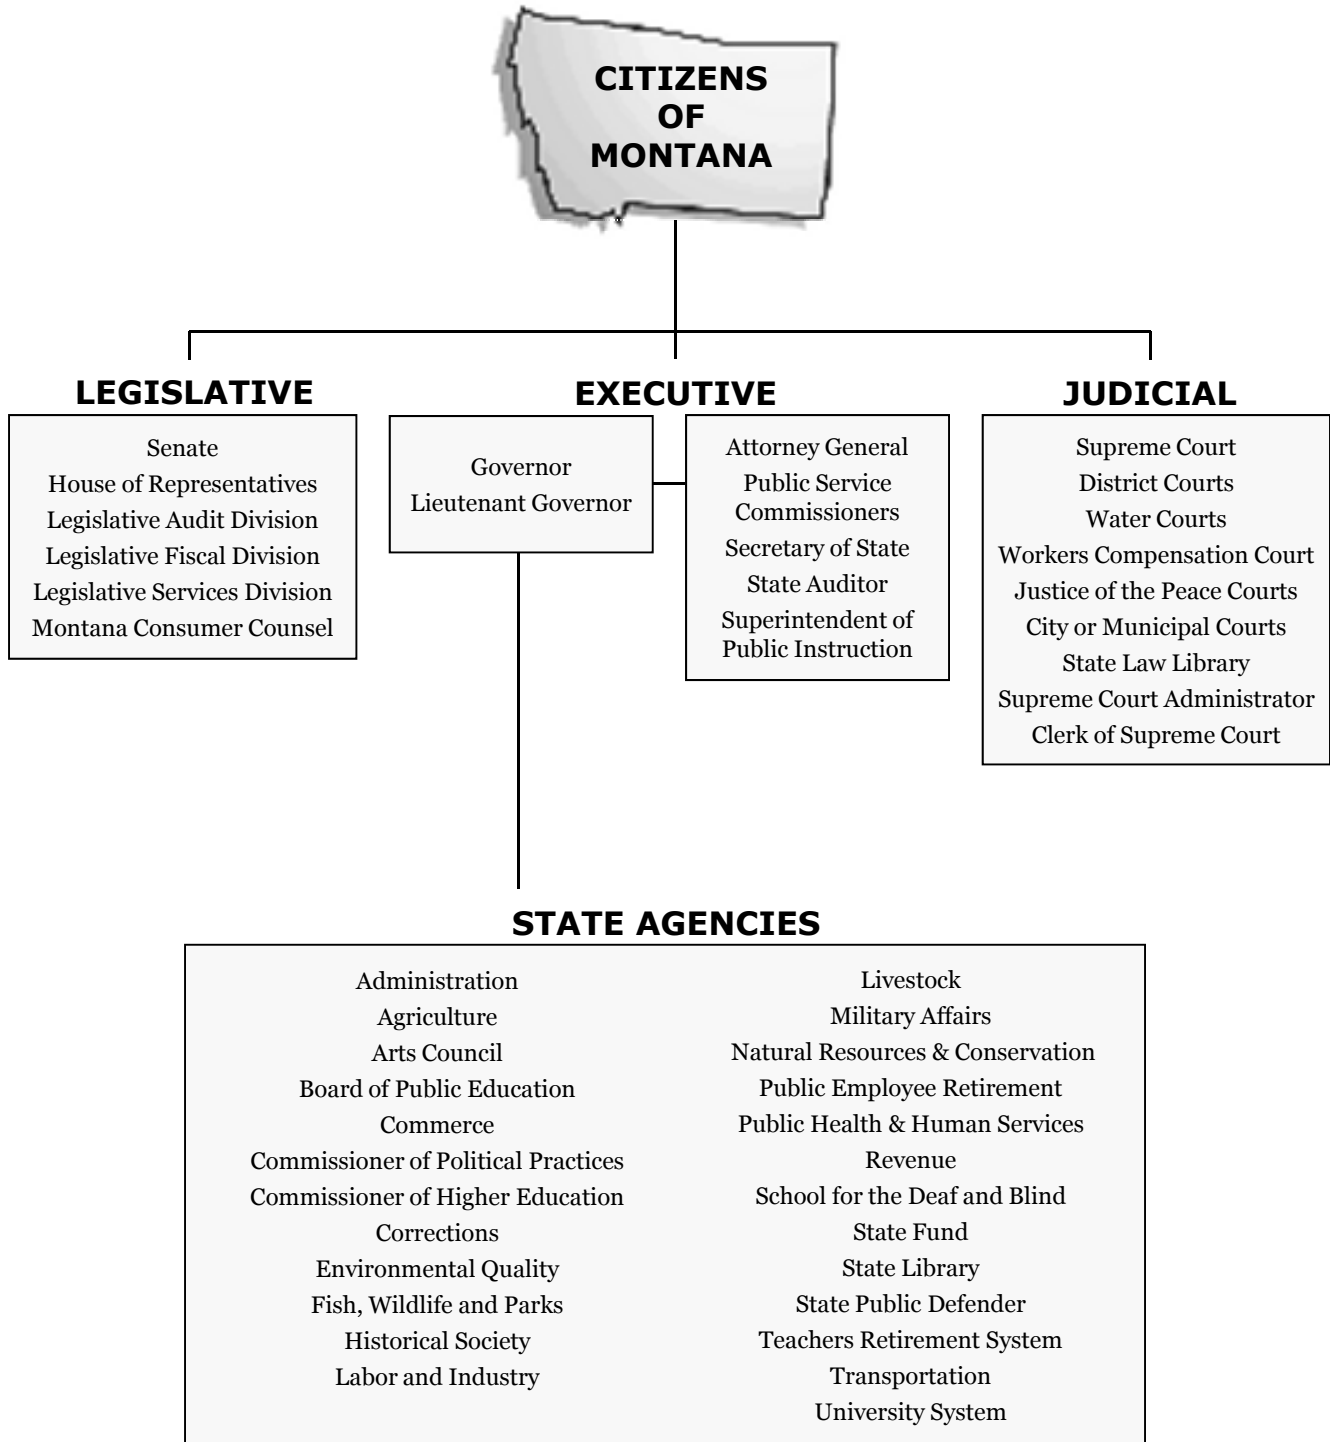 CITIZENS
OF
MONTANA
LEGISLATIVE
Senate
House of Representatives
Legislative Audit Division
Legislative Fiscal Division
Legislative Services Division
Montana Consumer Counsel
EXECUTIVE
Governor
Lieutenant Governor
Attorney General
Public Service
Commissioners
Secretary of State
State Auditor
Superintendent of
Public Instruction
JUDICIAL
Supreme Court
District Courts
Water Courts
Workers Compensation Court
Justice of the Peace Courts
City or Municipal Courts
State Law Library
Supreme Court Administrator
Clerk of Supreme Court
STATE AGENCIES
Administration
Agriculture
Arts Council
Board of Public Education
Commerce
Commissioner of Political Practices
Commissioner of Higher Education
Corrections
Environmental Quality
Fish, Wildlife and Parks
Historical Society
Labor and Industry
Livestock
Military Affairs
Natural Resources & Conservation
Public Employee Retirement
Public Health & Human Services
Revenue
School for the Deaf and Blind
State Fund
State Library
State Public Defender
Teachers Retirement System
Transportation
University System